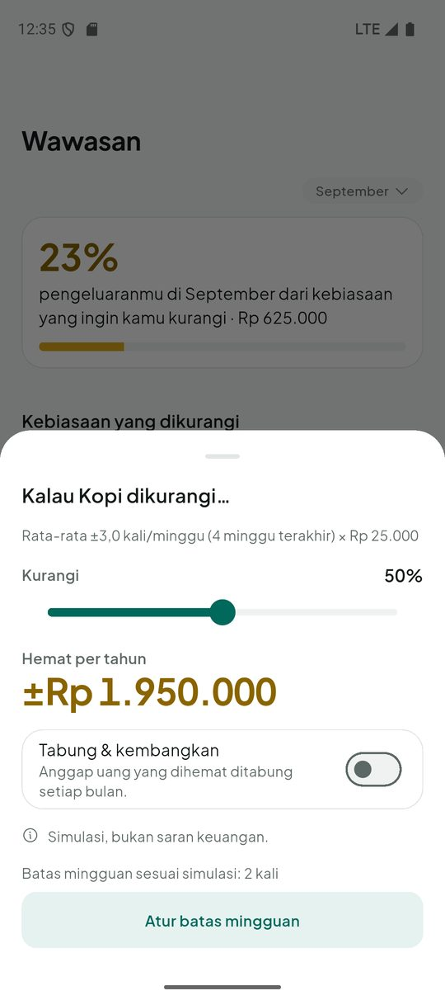 12:35
LTE
Wawasan
September
23%
pengeluaranmu di September dari kebiasaan
yang ingin kamu kurangi · Rp 625.000
Kebiasaan yang dikurangi
Kalau Kopi dikurangi...
Rata-rata ±3,0 kali/minggu (4 minggu terakhir) × Rp 25.000
Kurangi
50%
Hemat per tahun
±Rp 1.950.000
Tabung & kembangkan
Anggap uang yang dihemat ditabung
setiap bulan.
Simulasi, bukan saran keuangan.
Batas mingguan sesuai simulasi: 2 kali
Atur batas mingguan